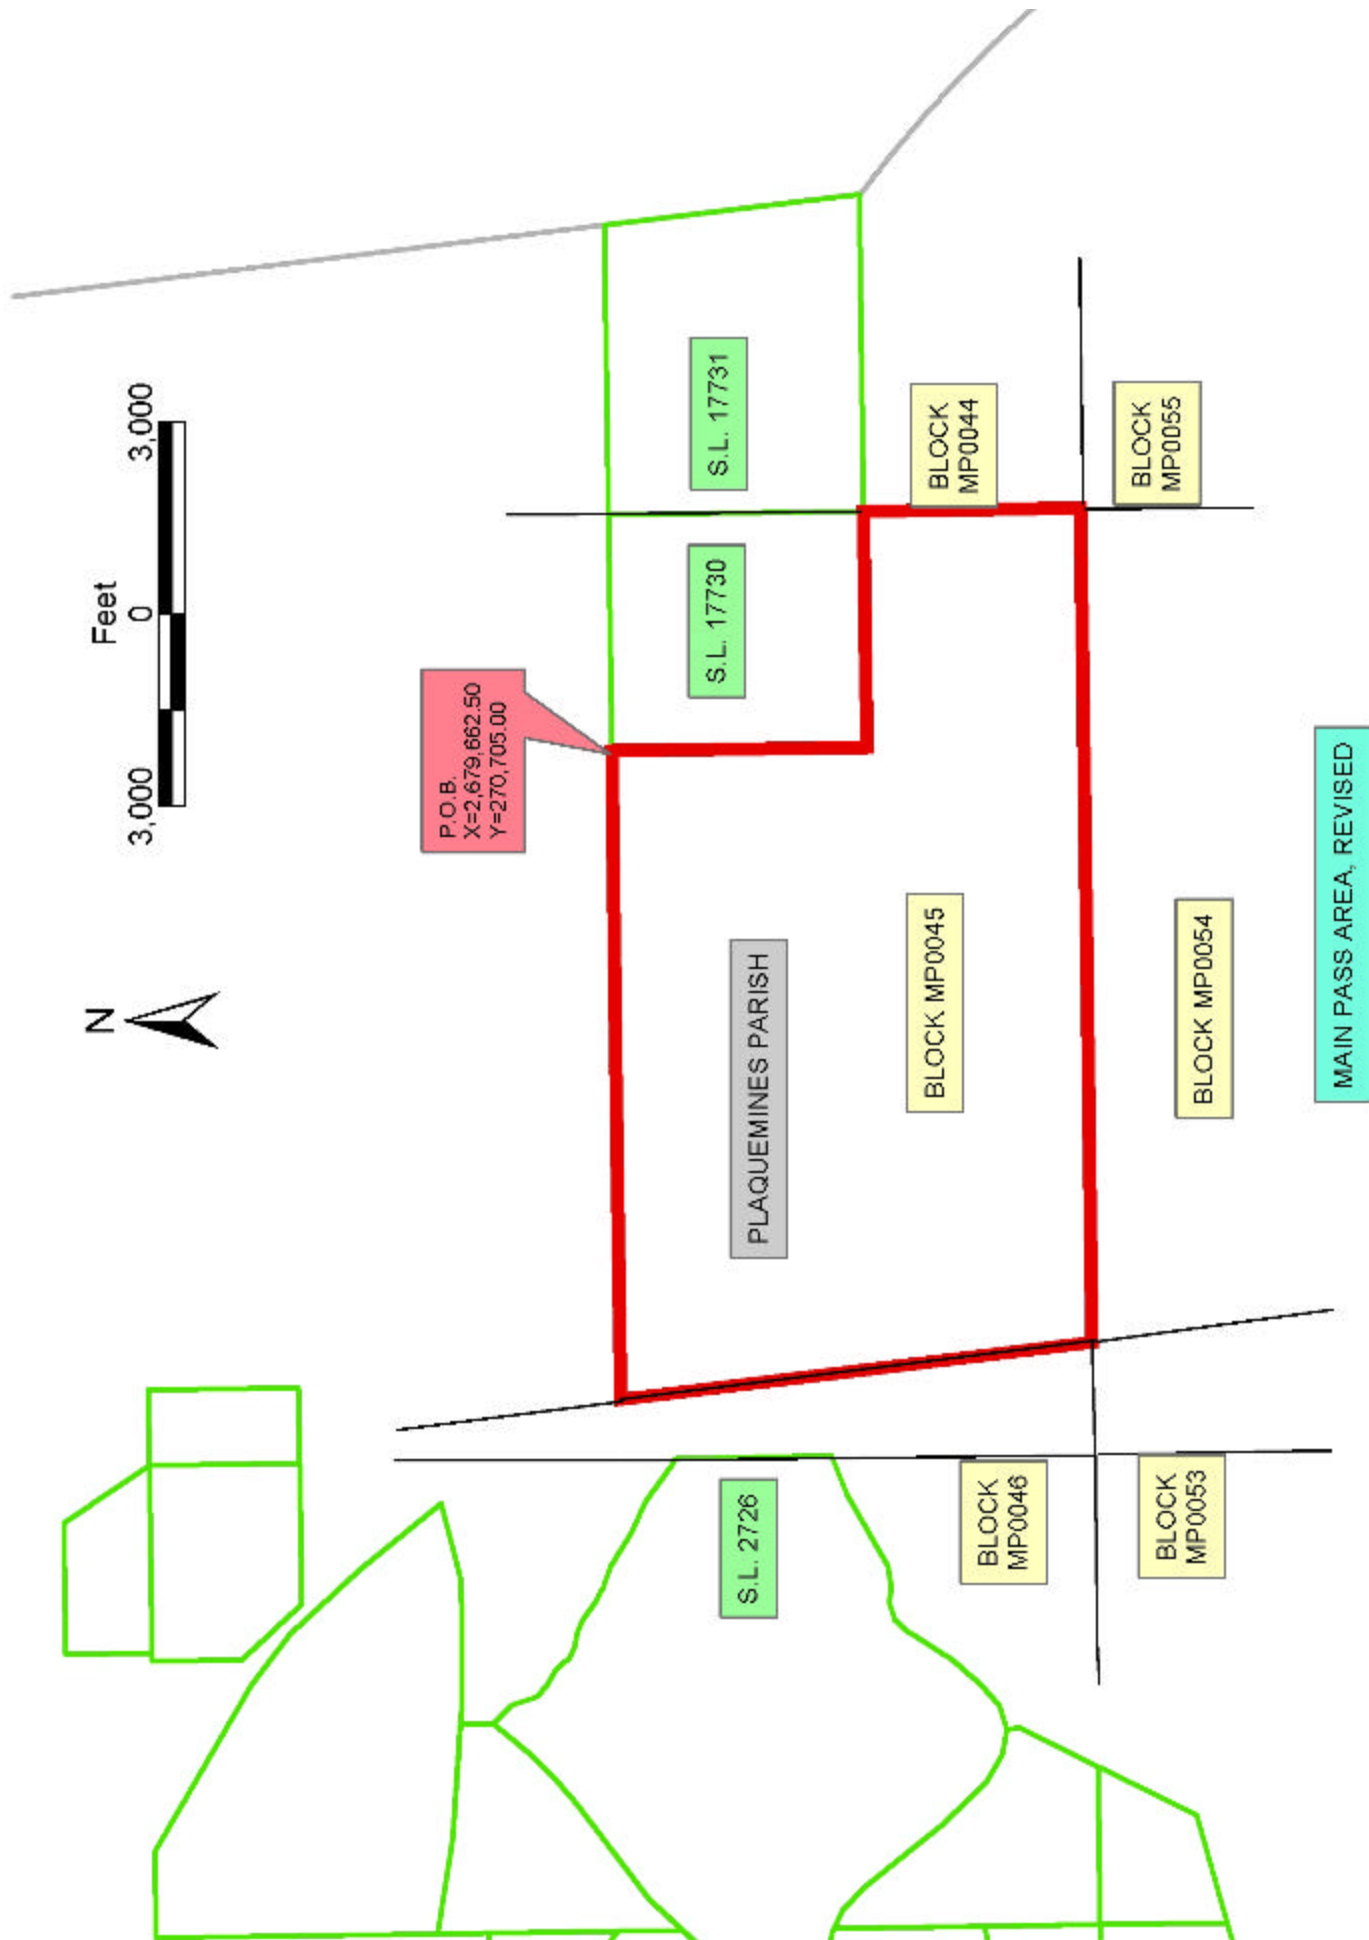 N
Feet
3,000
0
3,000
P.O.B.
X=2,679,662.50
Y=270,705.00
S.L. 2726
PLAQUEMINES PARISH
S.L. 17730
S.L. 17731
BLOCK
MP0046
BLOCK MP0045
BLOCK
MP0044
BLOCK
MP0053
BLOCK MP0054
BLOCK
MP0055
MAIN PASS AREA, REVISED